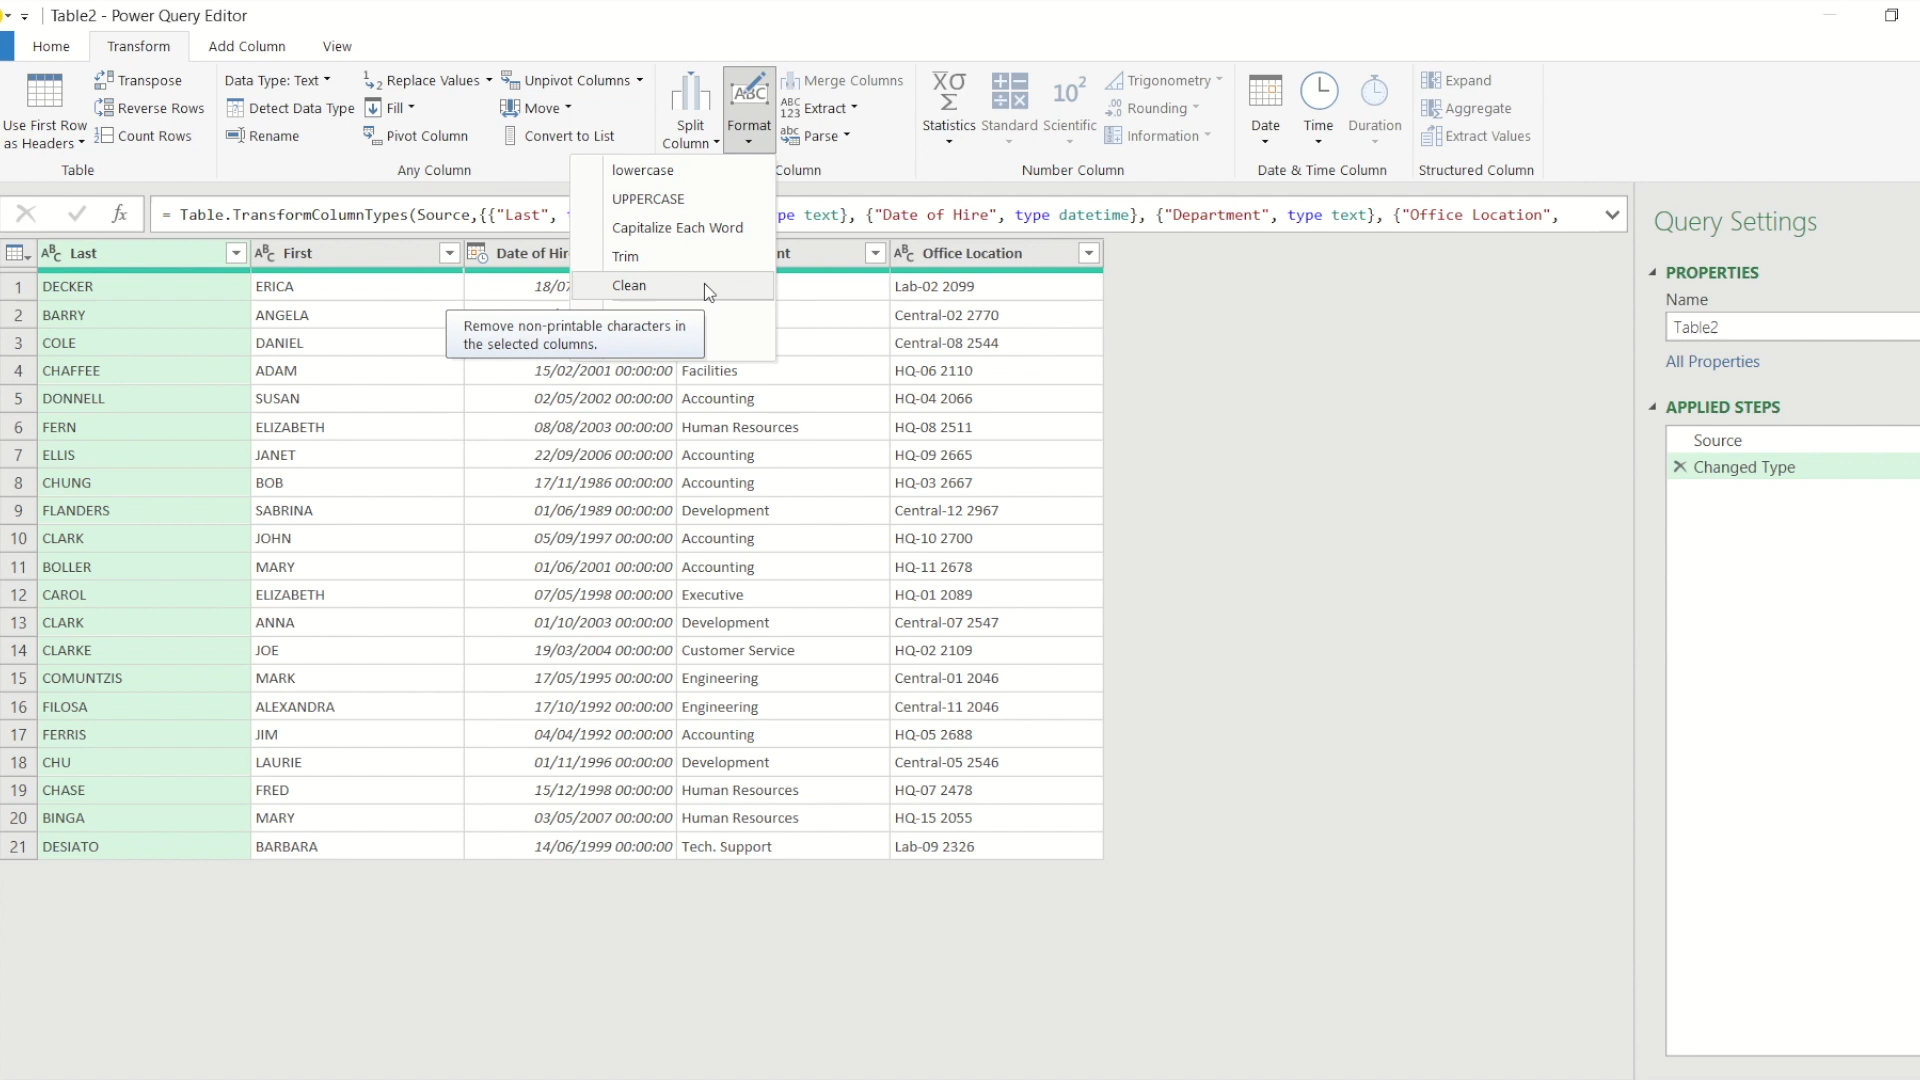 Table2 - Power Query Editor
Home Transform Add Column View
Use First Row as Headers
Transpose
Reverse Rows
Count Rows
Table
Data Type: Text
Detect Data Type
Rename
Replace Values
Fill
Pivot Column
Unpivot Columns
Move
Convert to List
Any Column
Split Column
ABC
Format
Merge Columns
ABC 123 Extract
abc Parse
Column
Statistics
Standard
10² Scientific
Trigonometry
Rounding
Information
Number Column
Date
Time
Duration
Date & Time Column
Expand
Aggregate
Extract Values
Structured Column
lowercase
UPPERCASE
Capitalize Each Word
Trim
Clean
Remove non-printable characters in
the selected columns.
fx = Table.TransformColumnTypes(Source,{{"Last", pe text}, {"Date of Hire", type datetime}, {"Department", type text}, {"Office Location",
ABC Last ABC First Date of Hir nt ABC Office Location
1 DECKER ERICA 18/07 Lab-02 2099
2 BARRY ANGELA Central-02 2770
3 COLE DANIEL Central-08 2544
4 CHAFFEE ADAM 15/02/2001 00:00:00 Facilities HQ-06 2110
5 DONNELL SUSAN 02/05/2002 00:00:00 Accounting HQ-04 2066
6 FERN ELIZABETH 08/08/2003 00:00:00 Human Resources HQ-08 2511
7 ELLIS JANET 22/09/2006 00:00:00 Accounting HQ-09 2665
8 CHUNG BOB 17/11/1986 00:00:00 Accounting HQ-03 2667
9 FLANDERS SABRINA 01/06/1989 00:00:00 Development Central-12 2967
10 CLARK JOHN 05/09/1997 00:00:00 Accounting HQ-10 2700
11 BOLLER MARY 01/06/2001 00:00:00 Accounting HQ-11 2678
12 CAROL ELIZABETH 07/05/1998 00:00:00 Executive HQ-01 2089
13 CLARK ANNA 01/10/2003 00:00:00 Development Central-07 2547
14 CLARKE JOE 19/03/2004 00:00:00 Customer Service HQ-02 2109
15 COMUNTZIS MARK 17/05/1995 00:00:00 Engineering Central-01 2046
16 FILOSA ALEXANDRA 17/10/1992 00:00:00 Engineering Central-11 2046
17 FERRIS JIM 04/04/1992 00:00:00 Accounting HQ-05 2688
18 CHU LAURIE 01/11/1996 00:00:00 Development Central-05 2546
19 CHASE FRED 15/12/1998 00:00:00 Human Resources HQ-07 2478
20 BINGA MARY 03/05/2007 00:00:00 Human Resources HQ-15 2055
21 DESIATO BARBARA 14/06/1999 00:00:00 Tech. Support Lab-09 2326
Query Settings
PROPERTIES
Name
Table2
All Properties
APPLIED STEPS
Source
Changed Type